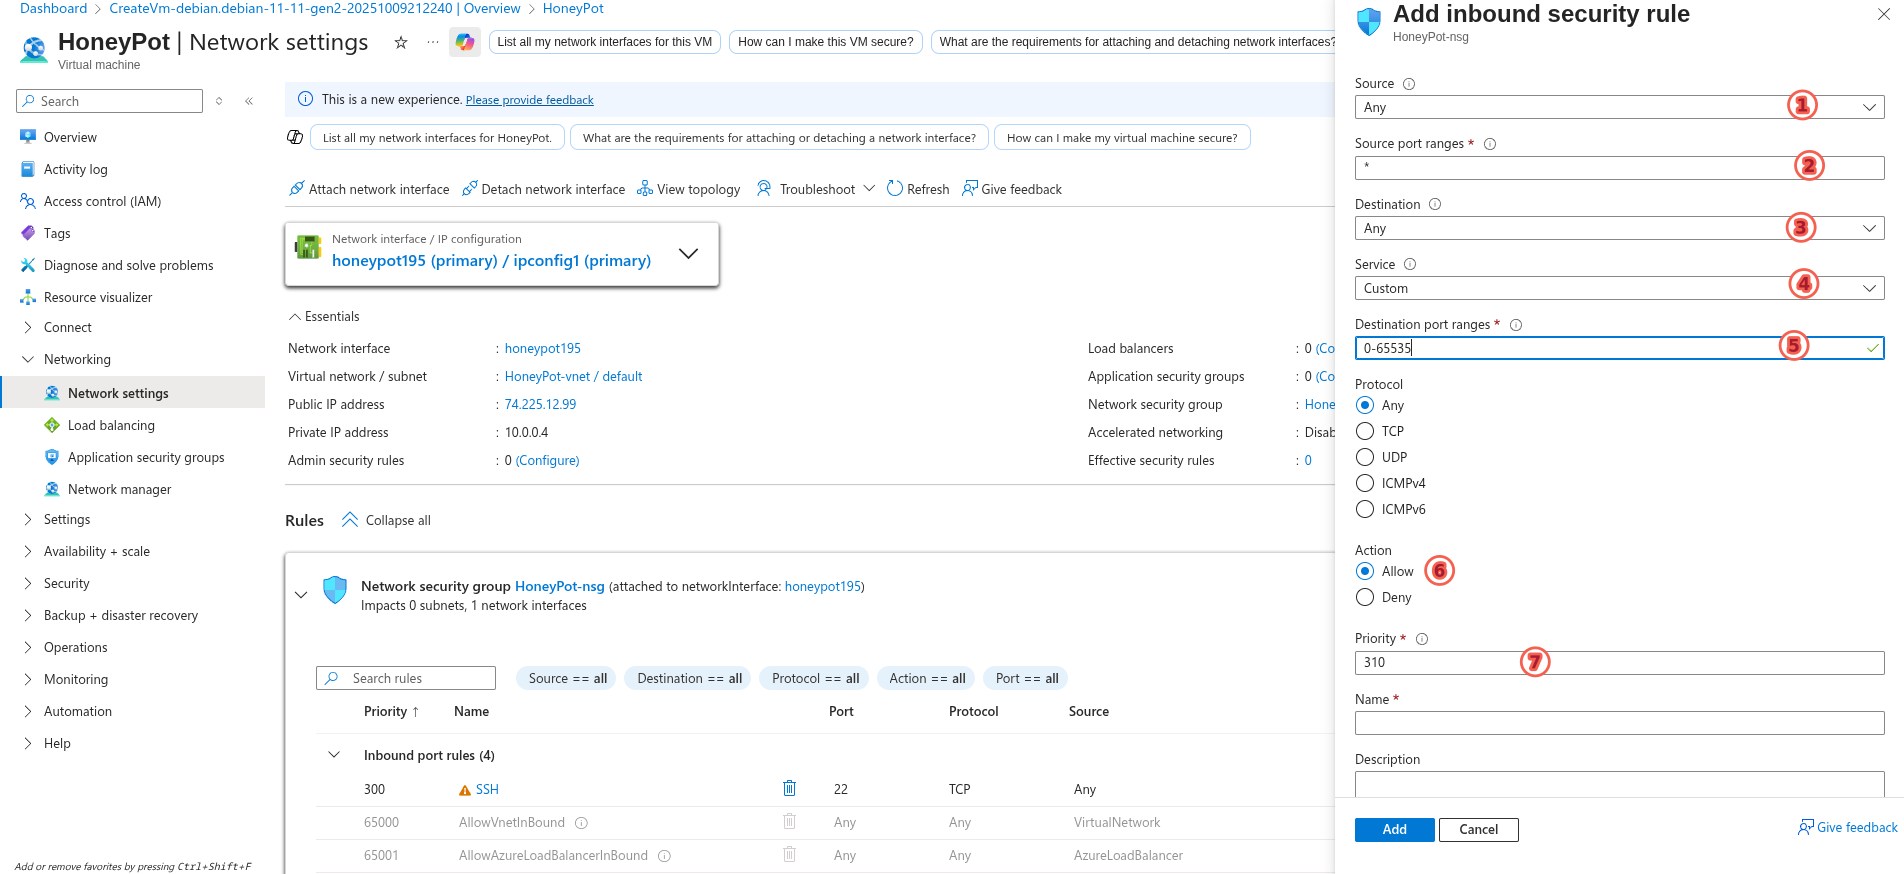 Dashboard > CreateVm-debian.debian-11-11-gen2-20251009212240 | Overview > HoneyPot
HoneyPot | Network settings
Virtual machine
List all my network interfaces for this VM
How can I make this VM secure?
What are the requirements for attaching and detaching network interfaces?
Search
Overview
Activity log
Access control (IAM)
Tags
Diagnose and solve problems
Resource visualizer
Connect
Networking
Network settings
Load balancing
Application security groups
Network manager
Settings
Availability + scale
Security
Backup + disaster recovery
Operations
Monitoring
Automation
Help
Add or remove favorites by pressing Ctrl+Shift+F
This is a new experience. Please provide feedback
List all my network interfaces for HoneyPot.
What are the requirements for attaching or detaching a network interface?
How can I make my virtual machine secure?
Attach network interface
Detach network interface
View topology
Troubleshoot
Refresh
Give feedback
Network interface / IP configuration
honeypot195 (primary) / ipconfig1 (primary)
Essentials
Network interface : honeypot195
Virtual network / subnet : HoneyPot-vnet / default
Public IP address : 74.225.12.99
Private IP address : 10.0.0.4
Admin security rules : 0 (Configure)
Load balancers : 0 (Co
Application security groups : 0 (Co
Network security group : Hone
Accelerated networking : Disab
Effective security rules : 0
Rules
Collapse all
Network security group HoneyPot-nsg (attached to networkInterface: honeypot195)
Impacts 0 subnets, 1 network interfaces
Search rules
Source == all
Destination == all
Protocol == all
Action == all
Port == all
Priority ↑ Name Port Protocol Source
Inbound port rules (4)
300 SSH 22 TCP Any
65000 AllowVnetInBound Any Any VirtualNetwork
65001 AllowAzureLoadBalancerInBound Any Any AzureLoadBalancer
Add inbound security rule
HoneyPot-nsg
Source
Any 1
Source port ranges *
* 2
Destination
Any 3
Service
Custom 4
Destination port ranges *
0-65535 5
Protocol
Any
TCP
UDP
ICMPv4
ICMPv6
Action
Allow 6
Deny
Priority *
310 7
Name *
Description
Add
Cancel
Give feedback